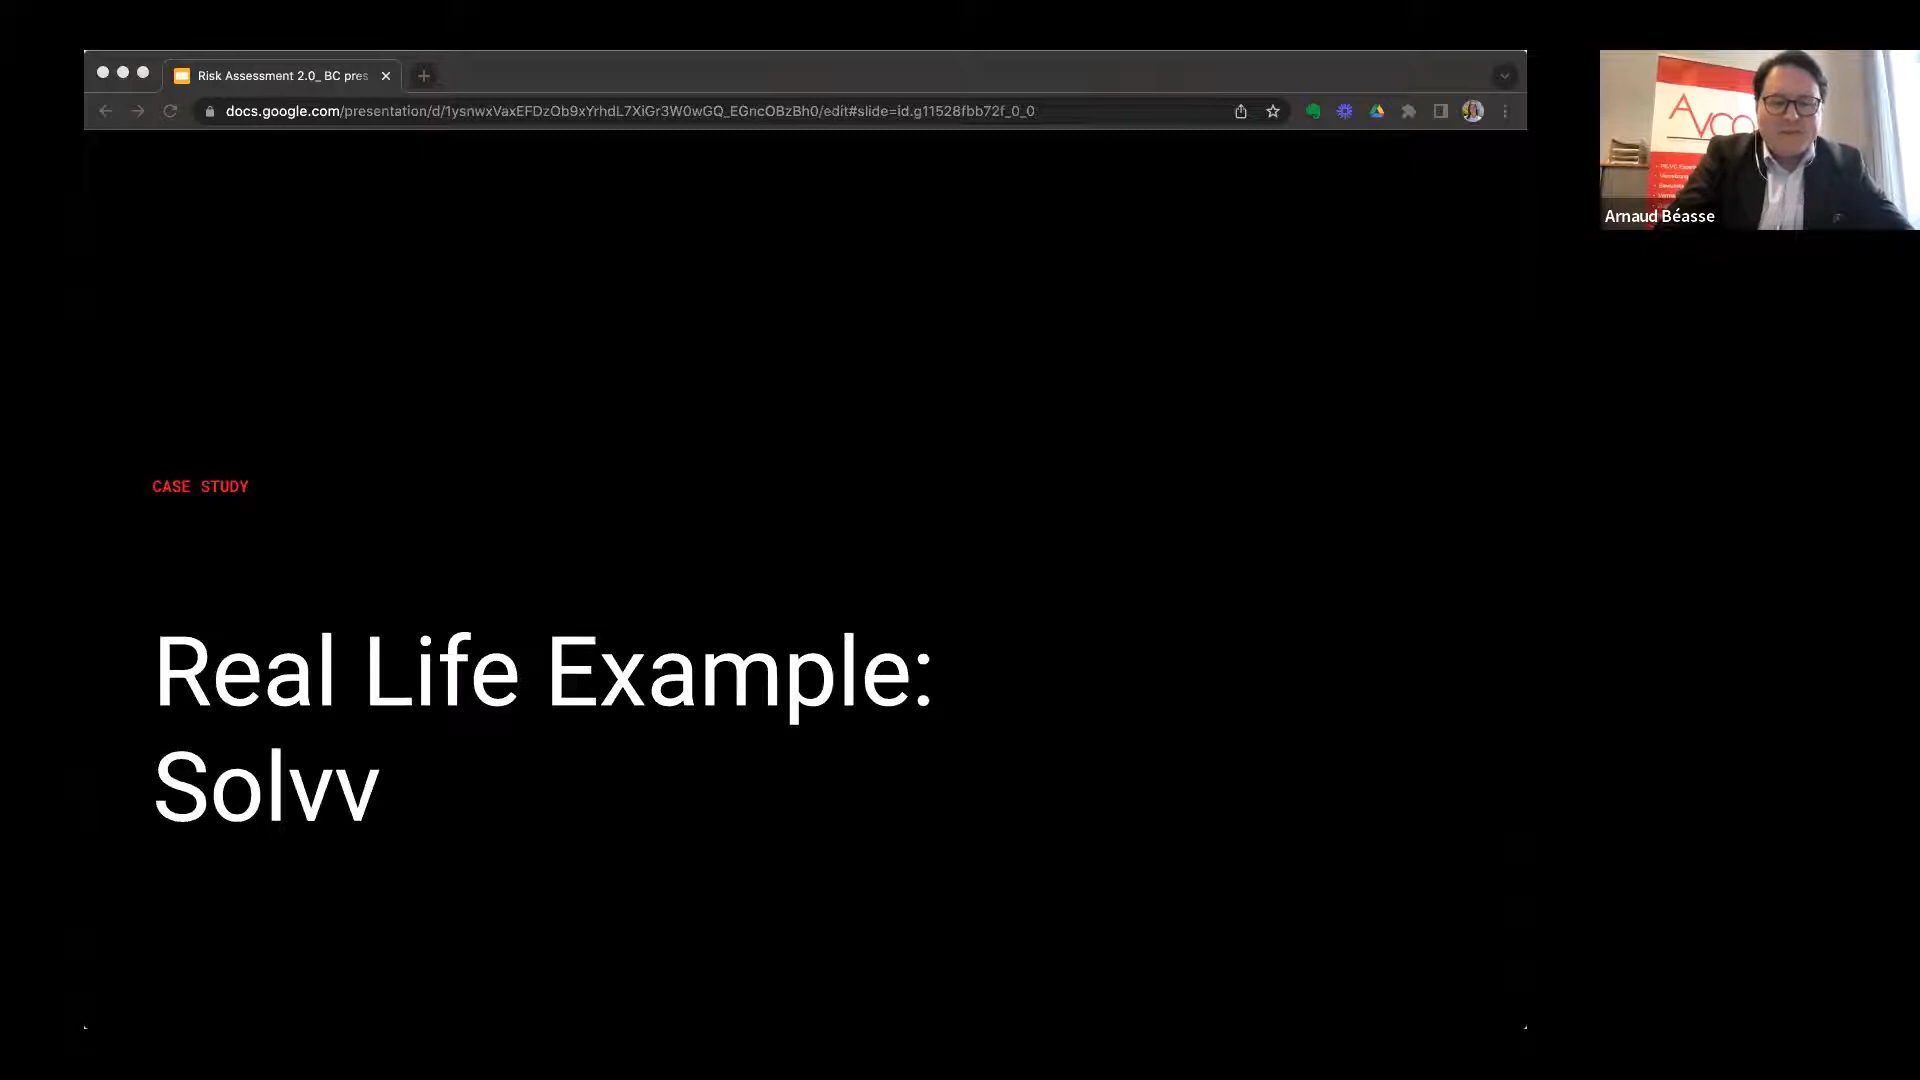 Risk Assessment 2.0_ BC pres
docs.google.com/presentation/d/1ysnwxVaxEFDzOb9xYrhdL7XiGr3W0wGQ_EGncOBzBh0/edit#slide=id.g11528fbb72f_0_0
CASE STUDY
Real Life Example:
Solvv
AVCO
Arnaud Béasse